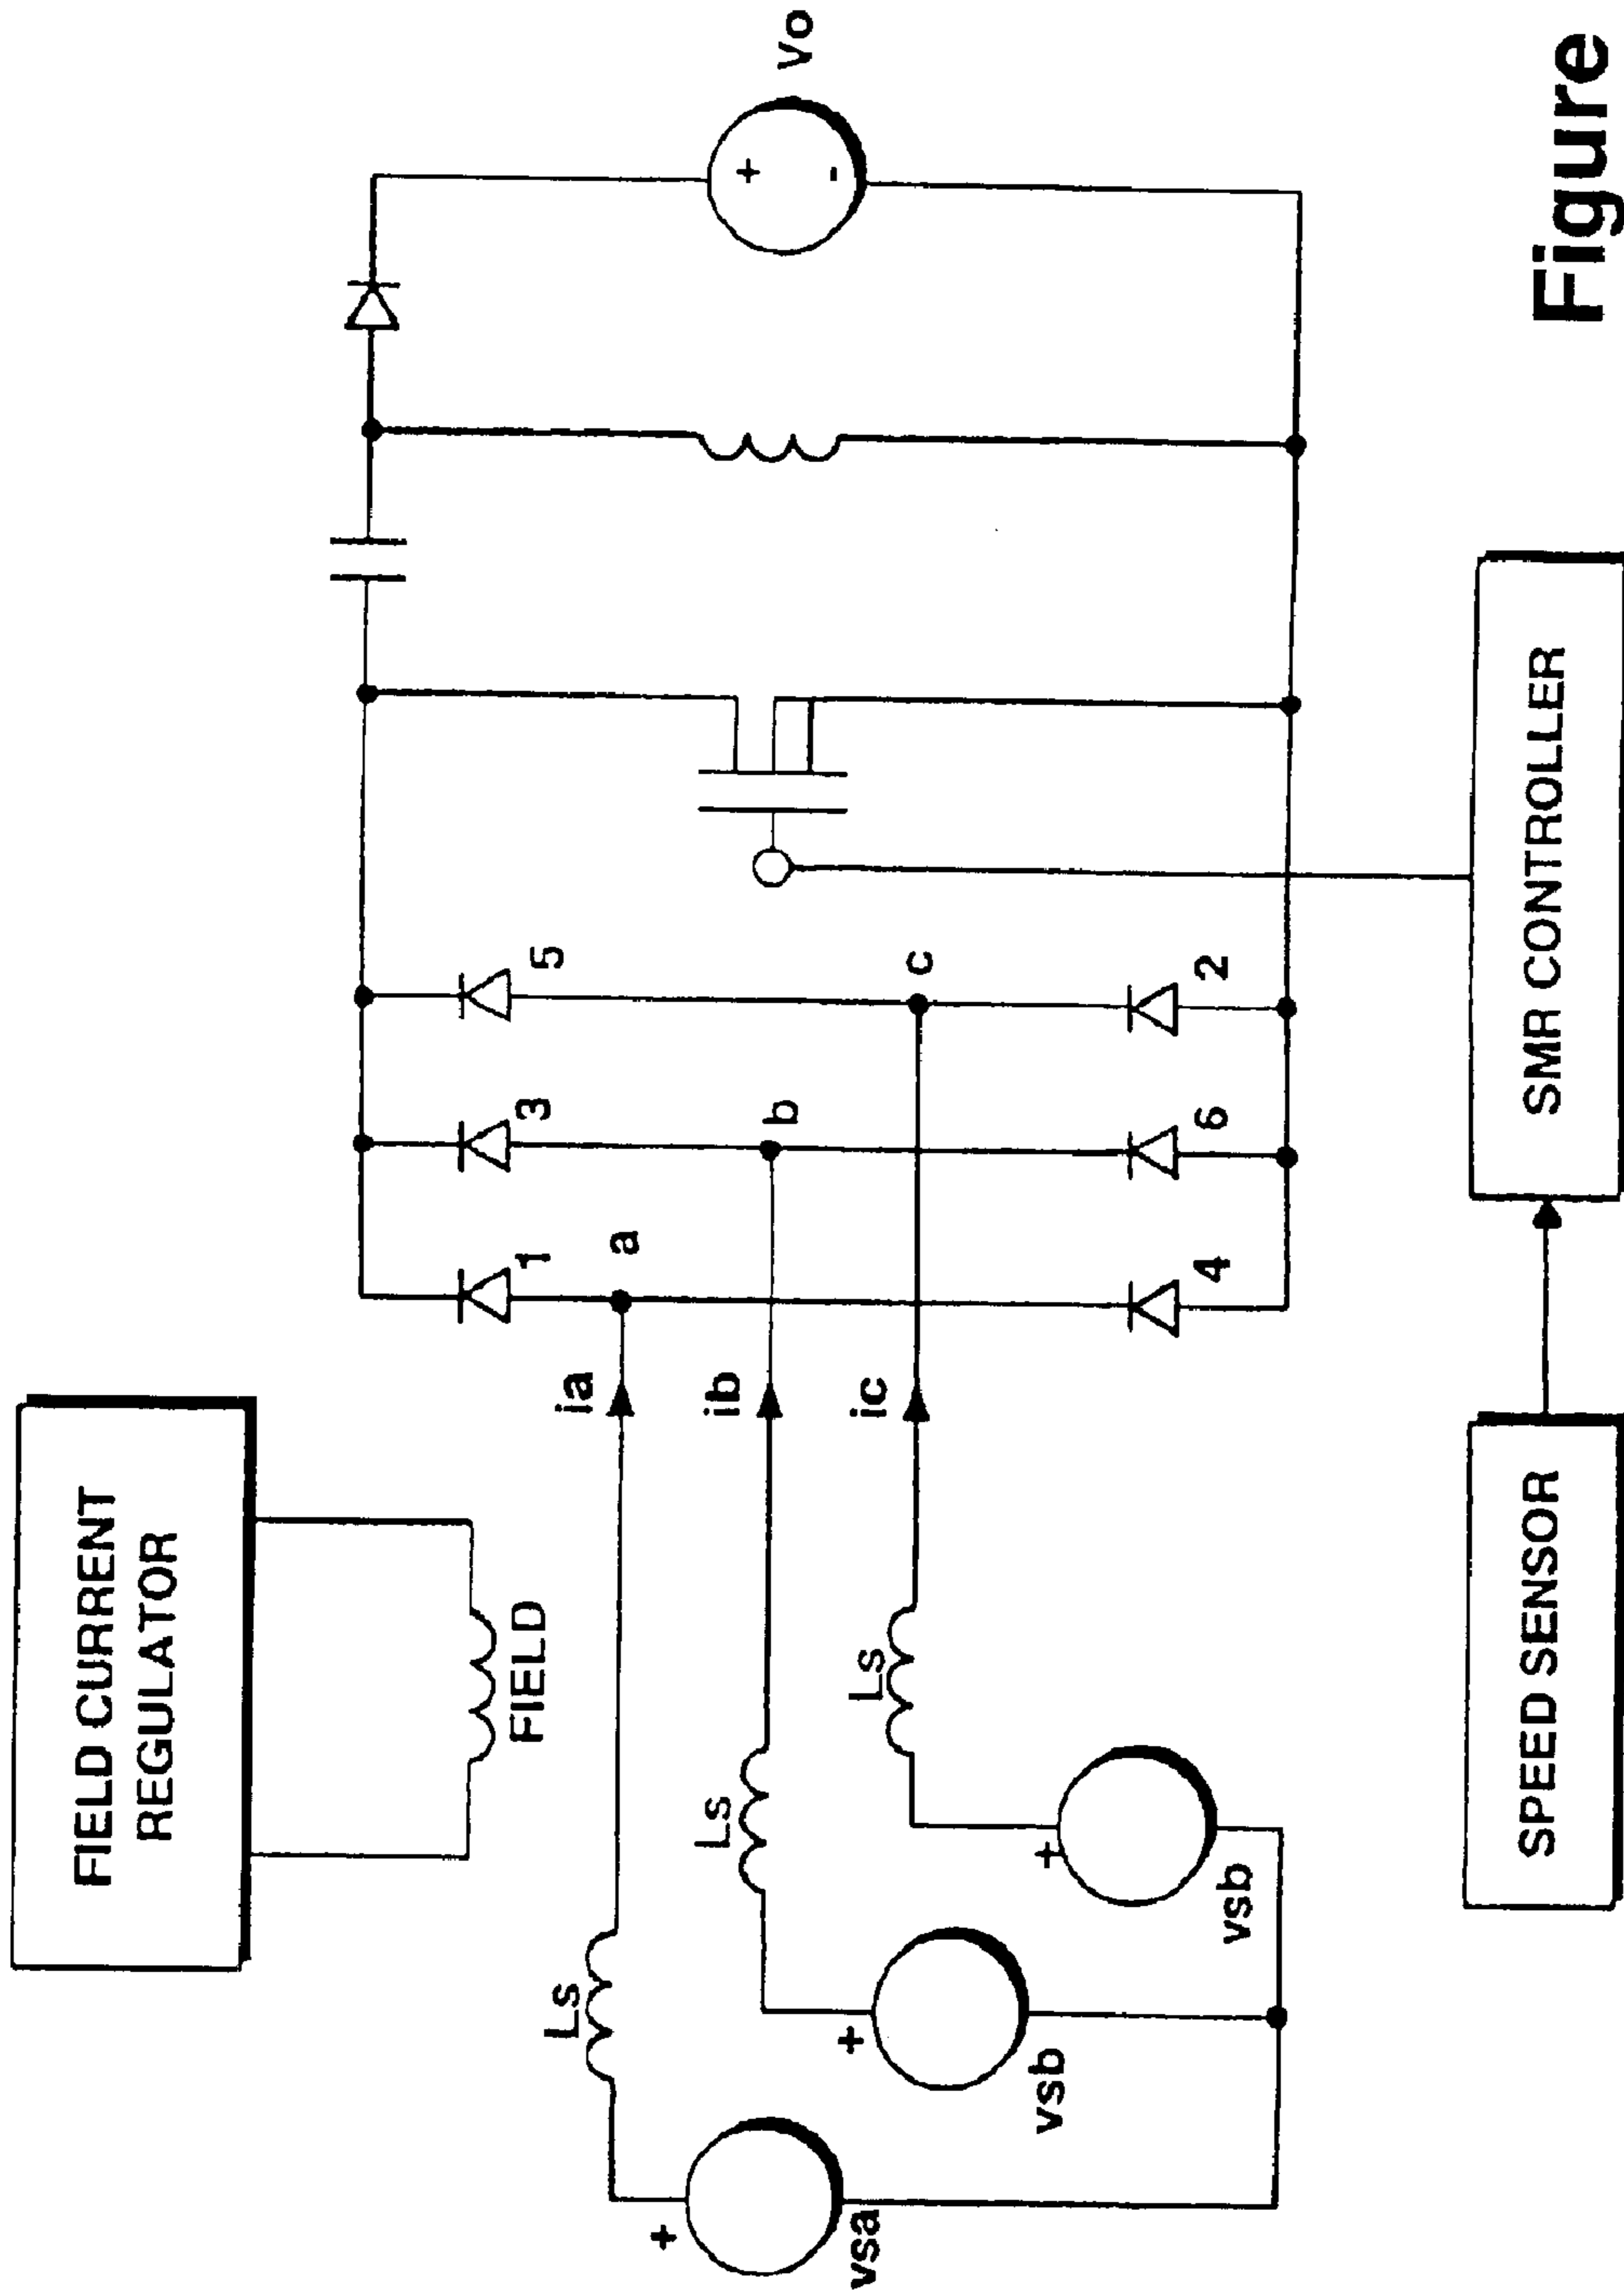 FIELD CURRENT
REGULATOR
FIELD
Ls
ia
1
3
5
a
+
Vo
-
Ls
ib
b
Ls
ic
c
+
vsa
+
vsb
+
vsb
4
6
2
SPEED SENSOR
SMR CONTROLLER
Figure